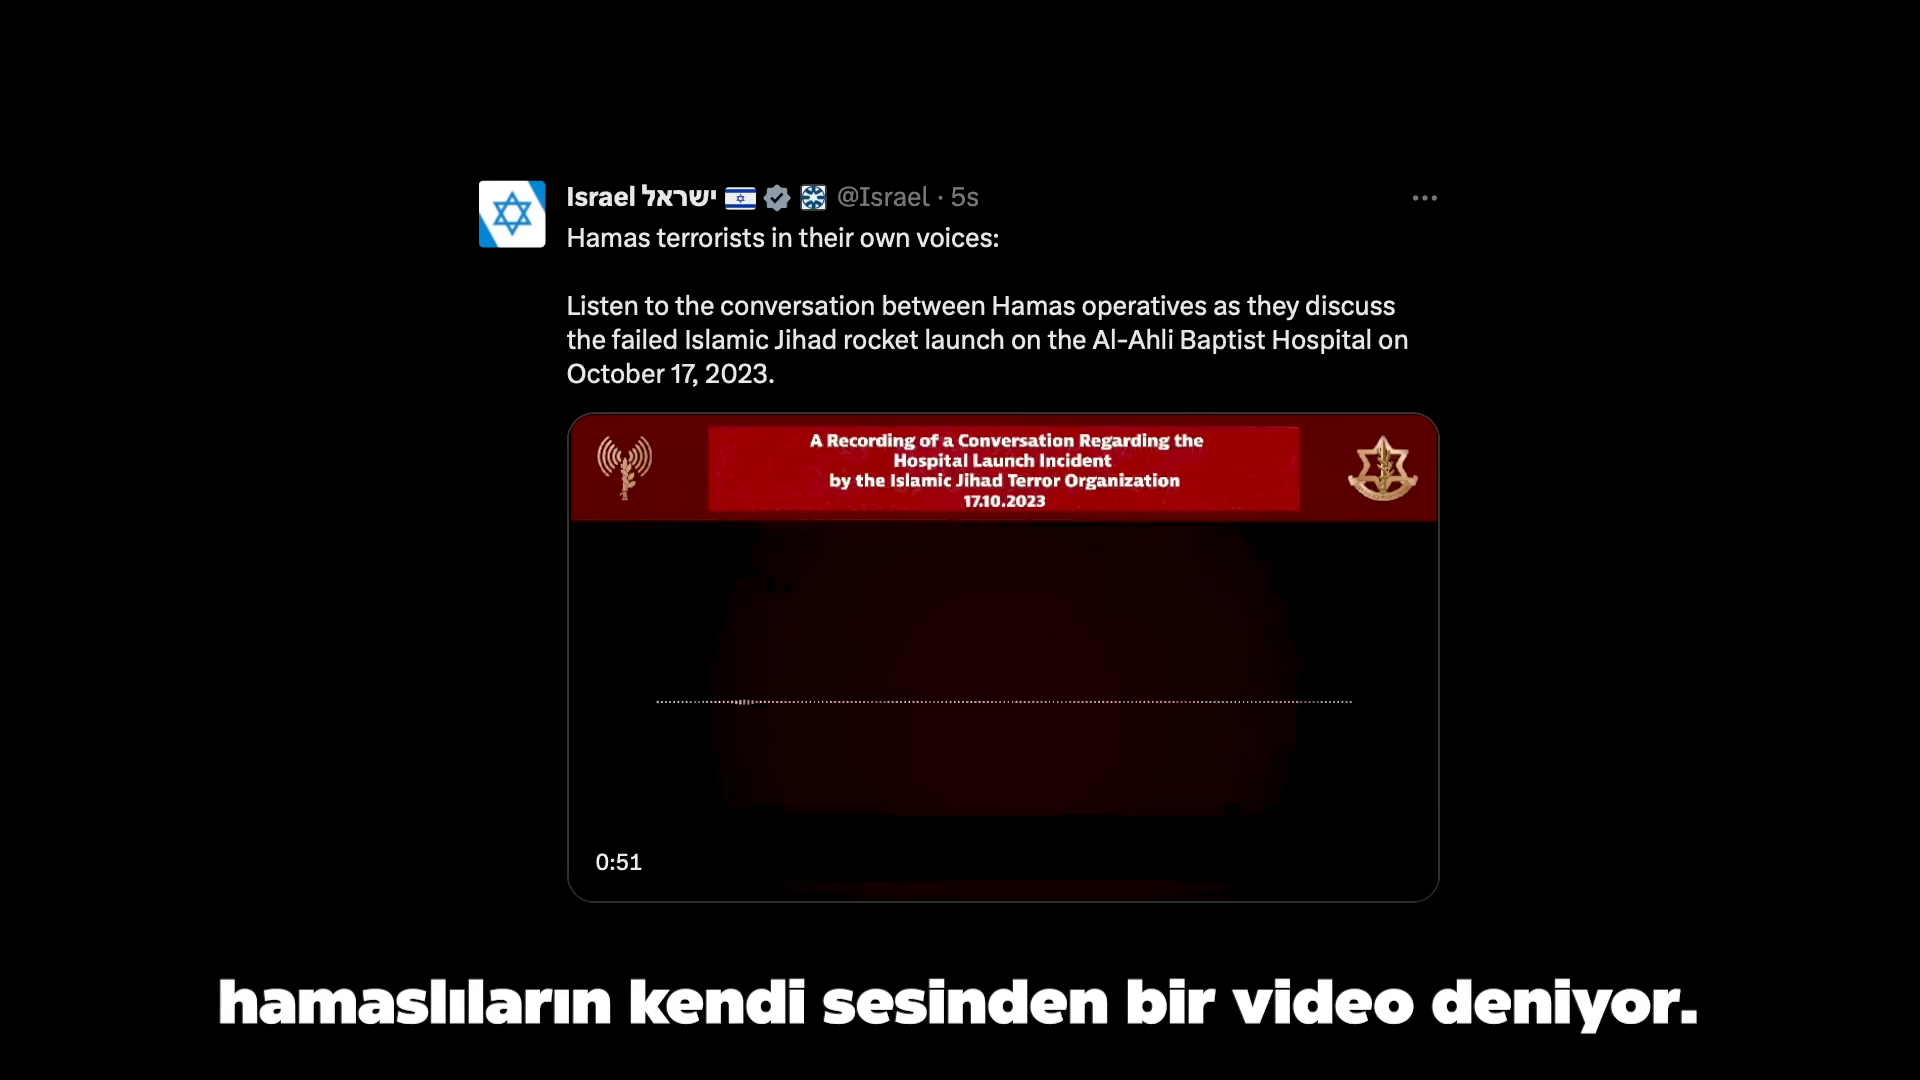 Israel ישראל @Israel · 5s
Hamas terrorists in their own voices:
Listen to the conversation between Hamas operatives as they discuss
the failed Islamic Jihad rocket launch on the Al-Ahli Baptist Hospital on
October 17, 2023.
A Recording of a Conversation Regarding the
Hospital Launch Incident
by the Islamic Jihad Terror Organization
17.10.2023
0:51
hamaslıların kendi sesinden bir video deniyor.